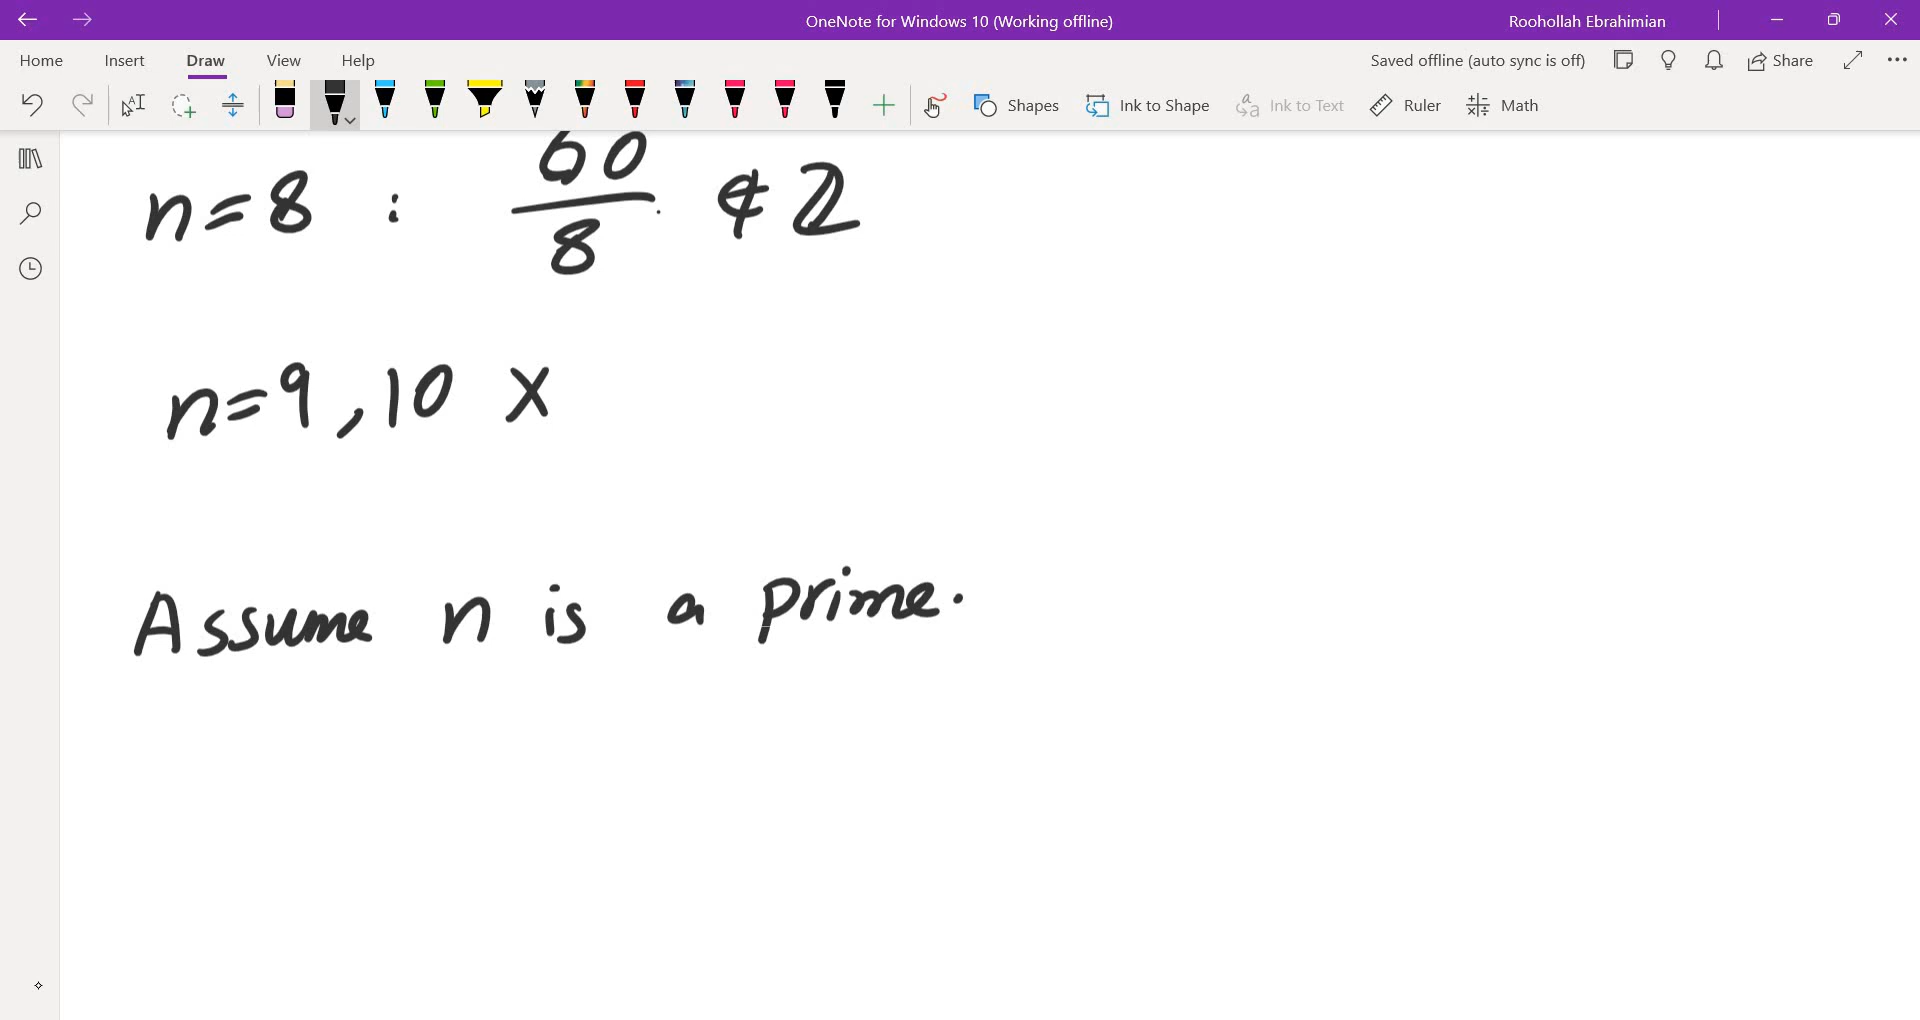 OneNote for Windows 10 (Working offline) Roohollah Ebrahimian
Home Insert Draw View Help Saved offline (auto sync is off) Share
Shapes Ink to Shape Ink to Text Ruler Math
n=8 : 60/8 ∉ ℤ
n=9,10 x
Assume n is a prime.